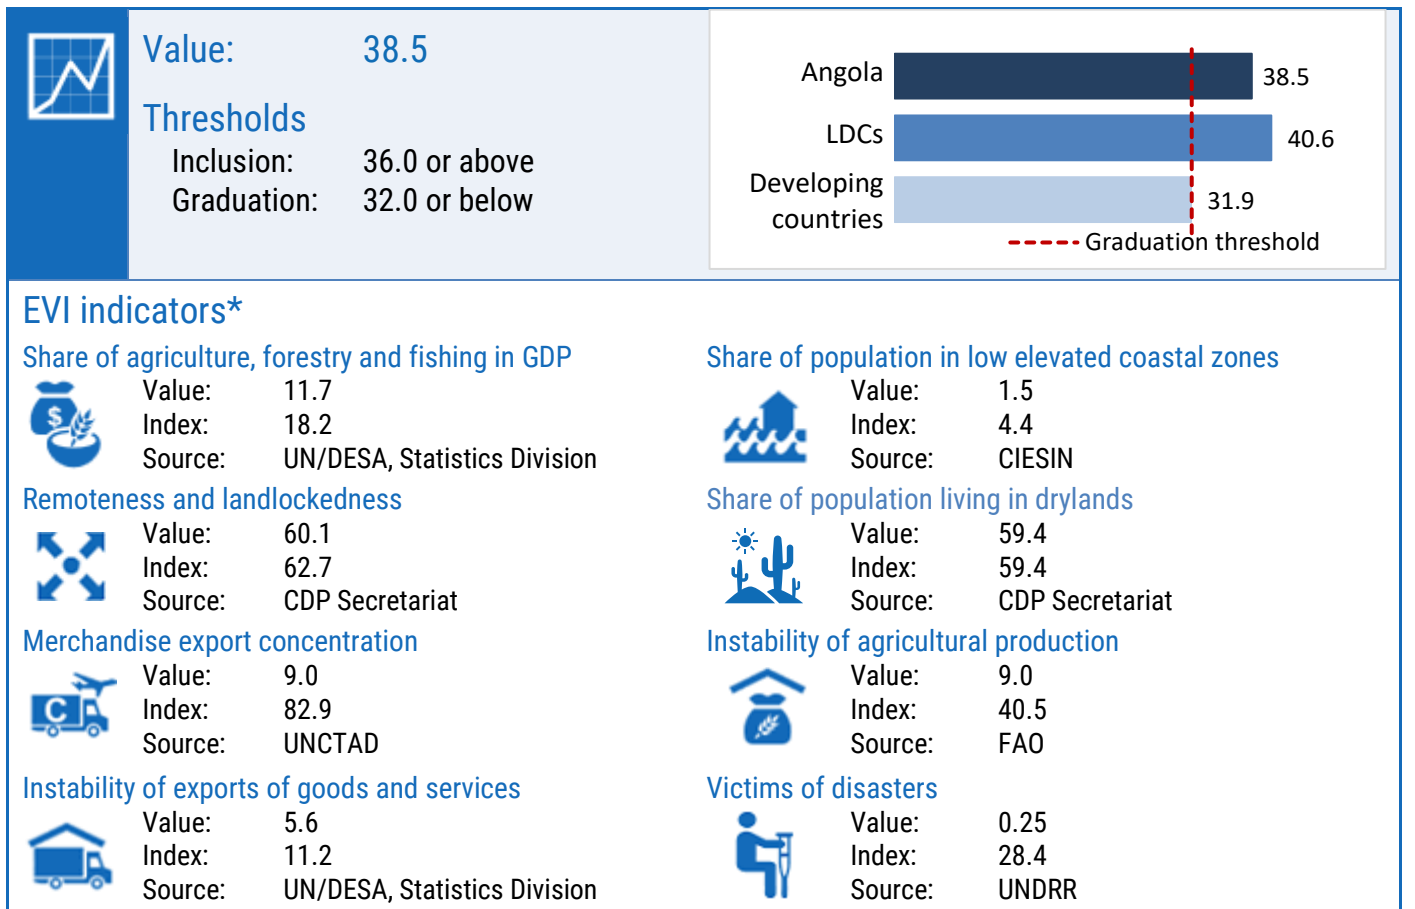 Value: 38.5
Thresholds
Inclusion: 36.0 or above
Graduation: 32.0 or below
Angola 38.5
LDCs 40.6
Developing
countries 31.9
Graduation threshold
EVI indicators*
Share of agriculture, forestry and fishing in GDP
$
Value: 11.7
Index: 18.2
Source: UN/DESA, Statistics Division
Share of population in low elevated coastal zones
Value: 1.5
Index: 4.4
Source: CIESIN
Remoteness and landlockedness
Value: 60.1
Index: 62.7
Source: CDP Secretariat
Share of population living in drylands
Value: 59.4
Index: 59.4
Source: CDP Secretariat
Merchandise export concentration
C
Value: 9.0
Index: 82.9
Source: UNCTAD
Instability of agricultural production
Value: 9.0
Index: 40.5
Source: FAO
Instability of exports of goods and services
Value: 5.6
Index: 11.2
Source: UN/DESA, Statistics Division
Victims of disasters
Value: 0.25
Index: 28.4
Source: UNDRR